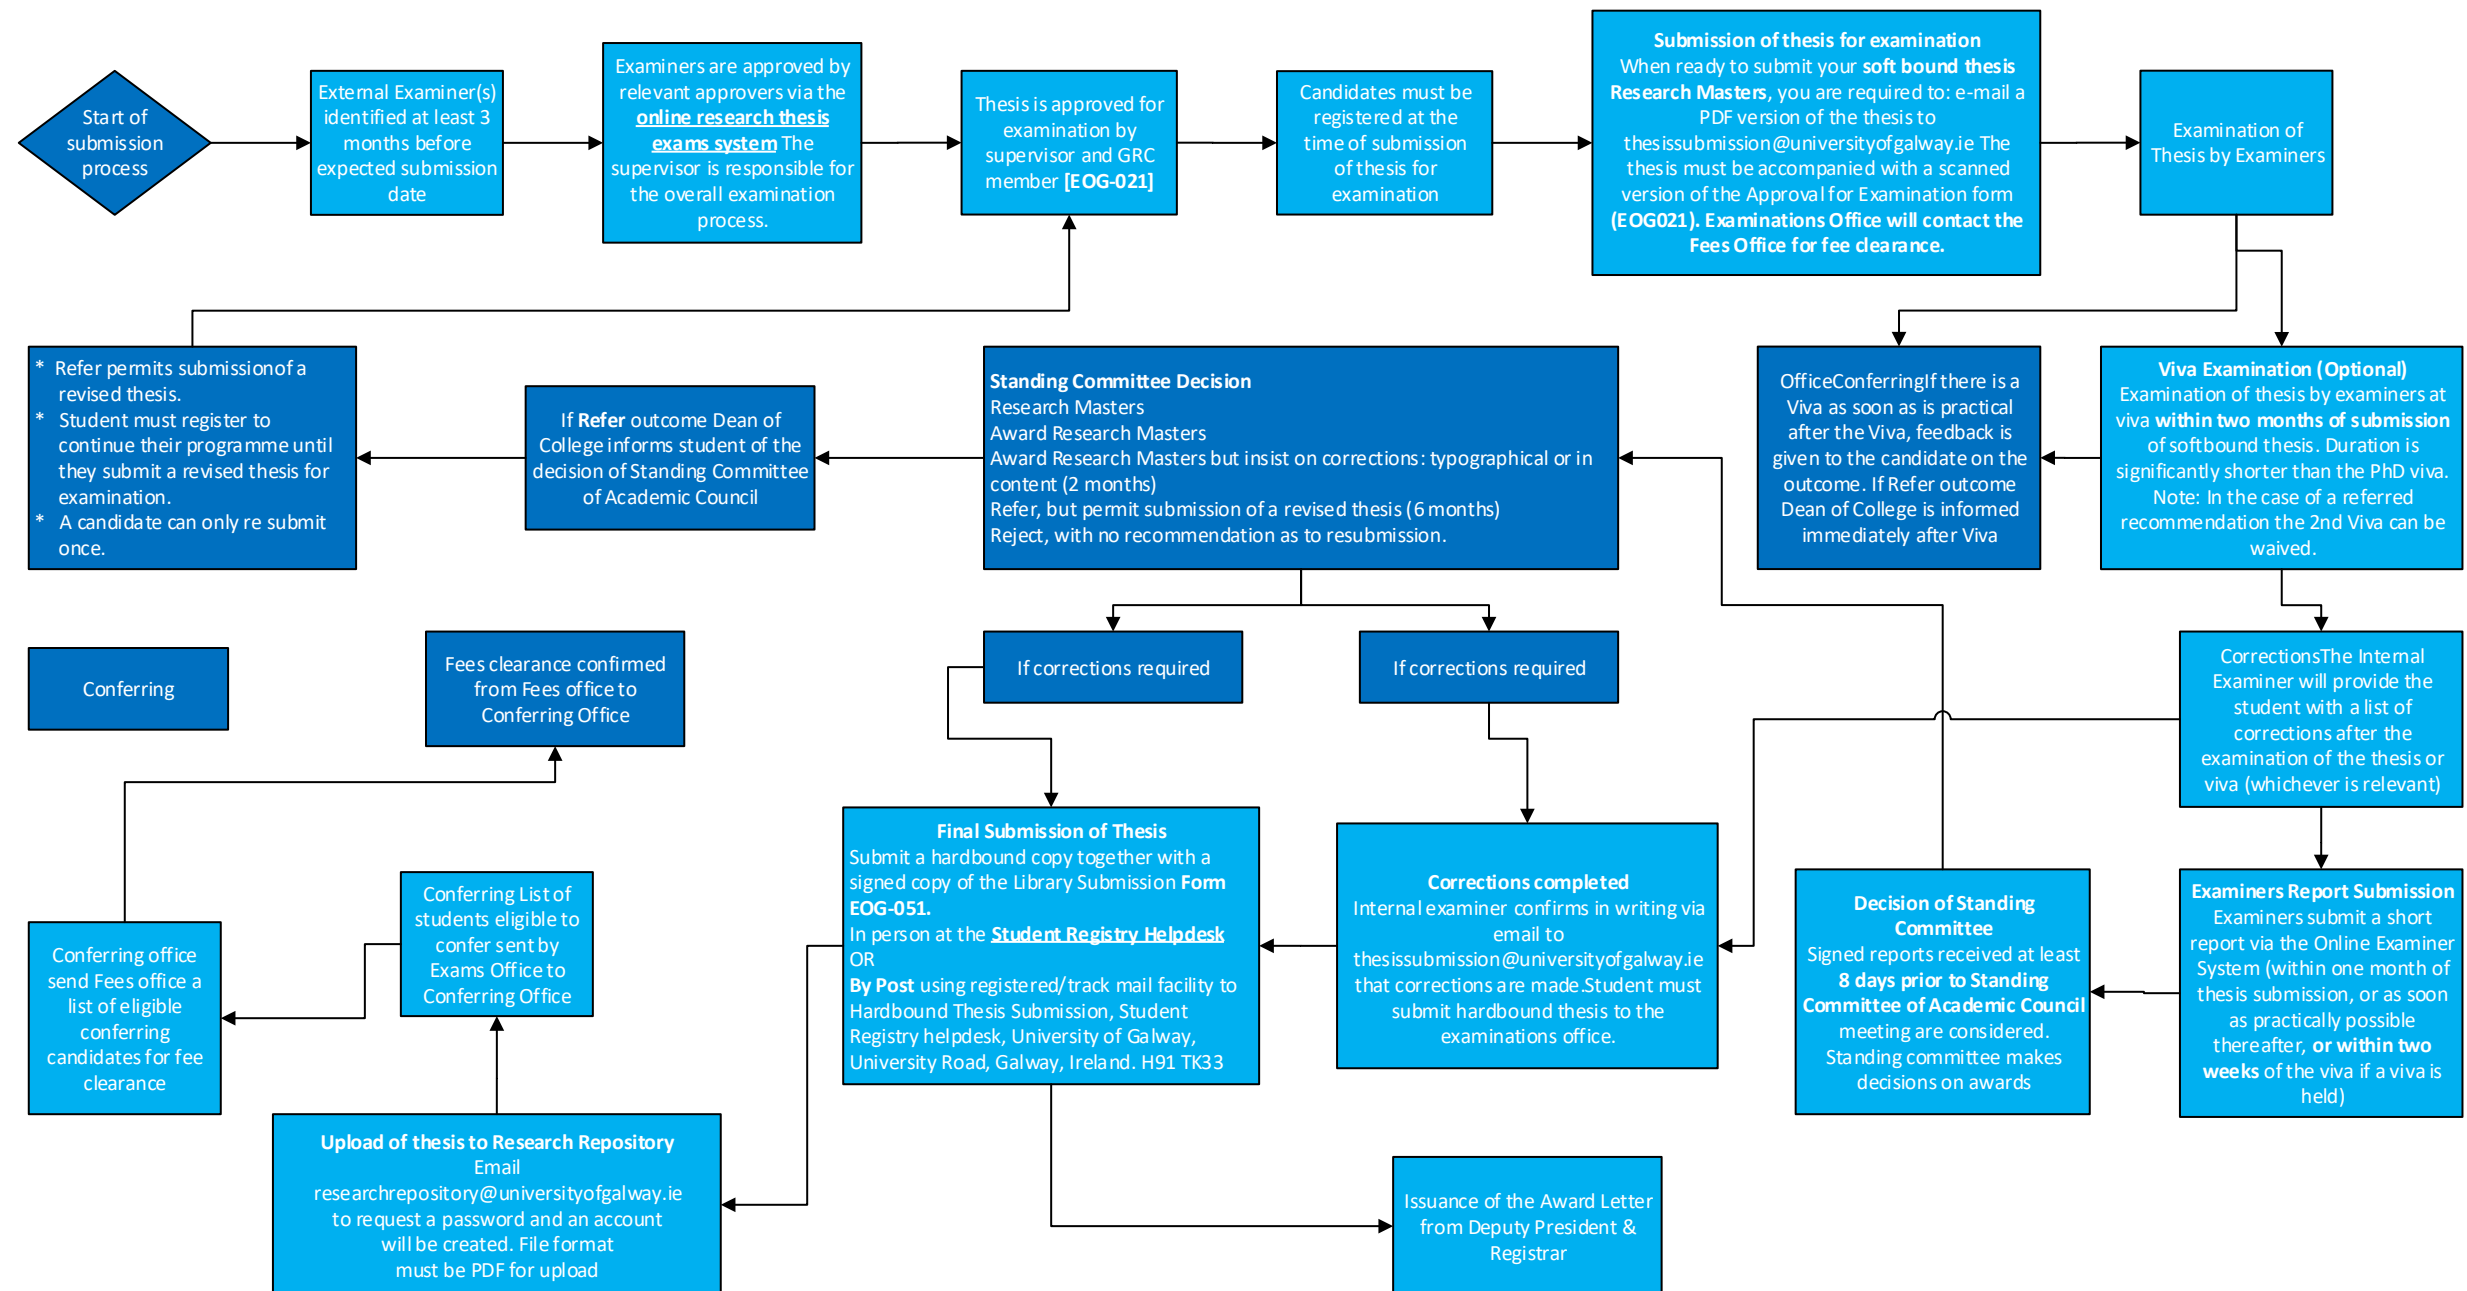 Start of
submission
process
External Examiner(s)
identified at least 3
months before
expected submission
date
Examiners are approved by
relevant approvers via the
online research thesis
exams system The
supervisor is responsible for
the overall examination
process.
Thesis is approved for
examination by
supervisor and GRC
member [EOG-021]
Candidates must be
registered at the
time of submission
of thesis for
examination
Submission of thesis for examination
When ready to submit your soft bound thesis
Research Masters, you are required to: e-mail a
PDF version of the thesis to
thesissubmission@universityofgalway.ie The
thesis must be accompanied with a scanned
version of the Approval for Examination form
(EOG021). Examinations Office will contact the
Fees Office for fee clearance.
Examination of
Thesis by Examiners
* Refer permits submissionof a
revised thesis.
* Student must register to
continue their programme until
they submit a revised thesis for
examination.
* A candidate can only re submit
once.
If Refer outcome Dean of
College informs student of the
decision of Standing Committee
of Academic Council
Standing Committee Decision
Research Masters
Award Research Masters
Award Research Masters but insist on corrections: typographical or in
content (2 months)
Refer, but permit submission of a revised thesis (6 months)
Reject, with no recommendation as to resubmission.
OfficeConferringIf there is a
Viva as soon as is practical
after the Viva, feedback is
given to the candidate on the
outcome. If Refer outcome
Dean of College is informed
immediately after Viva
Viva Examination (Optional)
Examination of thesis by examiners at
viva within two months of submission
of softbound thesis. Duration is
significantly shorter than the PhD viva.
Note: In the case of a referred
recommendation the 2nd Viva can be
waived.
Conferring
Fees clearance confirmed
from Fees office to
Conferring Office
If corrections required
If corrections required
CorrectionsThe Internal
Examiner will provide the
student with a list of
corrections after the
examination of the thesis or
viva (whichever is relevant)
Conferring office
send Fees office a
list of eligible
conferring
candidates for fee
clearance
Conferring List of
students eligible to
confer sent by
Exams Office to
Conferring Office
Final Submission of Thesis
Submit a hardbound copy together with a
signed copy of the Library Submission Form
EOG-051.
In person at the Student Registry Helpdesk
OR
By Post using registered/track mail facility to
Hardbound Thesis Submission, Student
Registry helpdesk, University of Galway,
University Road, Galway, Ireland. H91 TK33
Corrections completed
Internal examiner confirms in writing via
email to
thesissubmission@universityofgalway.ie
that corrections are made.Student must
submit hardbound thesis to the
examinations office.
Decision of Standing
Committee
Signed reports received at least
8 days prior to Standing
Committee of Academic Council
meeting are considered.
Standing committee makes
decisions on awards
Examiners Report Submission
Examiners submit a short
report via the Online Examiner
System (within one month of
thesis submission, or as soon
as practically possible
thereafter, or within two
weeks of the viva if a viva is
held)
Upload of thesis to Research Repository
Email
researchrepository@universityofgalway.ie
to request a password and an account
will be created. File format
must be PDF for upload
Issuance of the Award Letter
from Deputy President &
Registrar